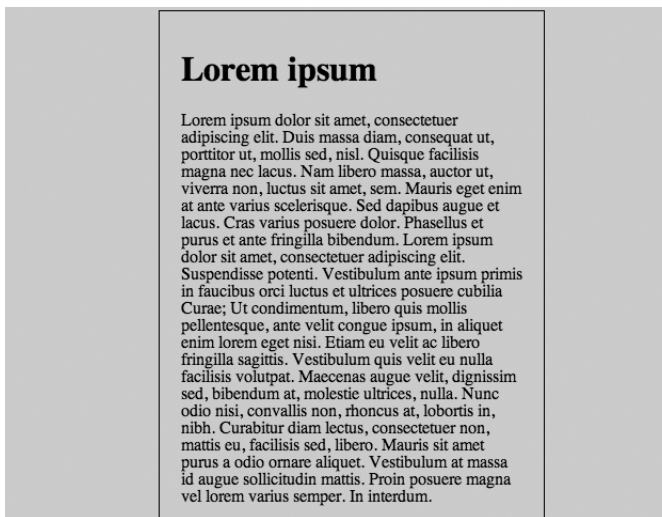 Lorem ipsum
Lorem ipsum dolor sit amet, consectetuer
adipiscing elit. Duis massa diam, consequat ut,
porttitor ut, mollis sed, nisl. Quisque facilisis
magna nec lacus. Nam libero massa, auctor ut,
viverra non, luctus sit amet, sem. Mauris eget enim
at ante varius scelerisque. Sed dapibus augue et
lacus. Cras varius posuere dolor. Phasellus et
purus et ante fringilla bibendum. Lorem ipsum
dolor sit amet, consectetuer adipiscing elit.
Suspendisse potenti. Vestibulum ante ipsum primis
in faucibus orci luctus et ultrices posuere cubilia
Curae; Ut condimentum, libero quis mollis
pellentesque, ante velit congue ipsum, in aliquet
enim lorem eget nisi. Etiam eu velit ac libero
fringilla sagittis. Vestibulum quis velit eu nulla
facilisis volutpat. Maecenas augue velit, dignissim
sed, bibendum at, molestie ultrices, nulla. Nunc
odio nisi, convallis non, rhoncus at, lobortis in,
nibh. Curabitur diam lectus, consectetuer non,
mattis eu, facilisis sed, libero. Mauris sit amet
purus a odio ornare aliquet. Vestibulum at massa
id augue sollicitudin mattis. Proin posuere magna
vel lorem varius semper. In interdum.